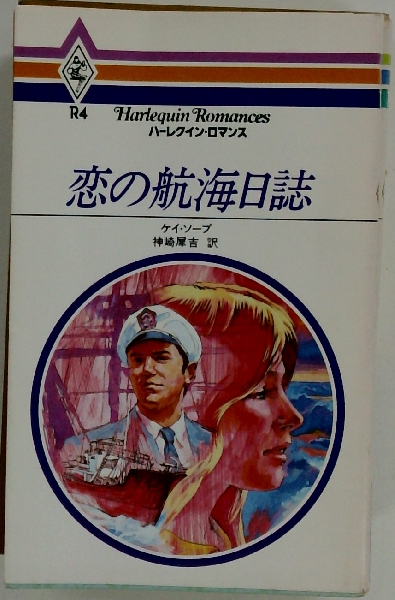 R4
Harlequin Romances
ハーレクイン・ロマンス
恋の航海日誌
ケイ・ソープ
神崎犀吉 訳